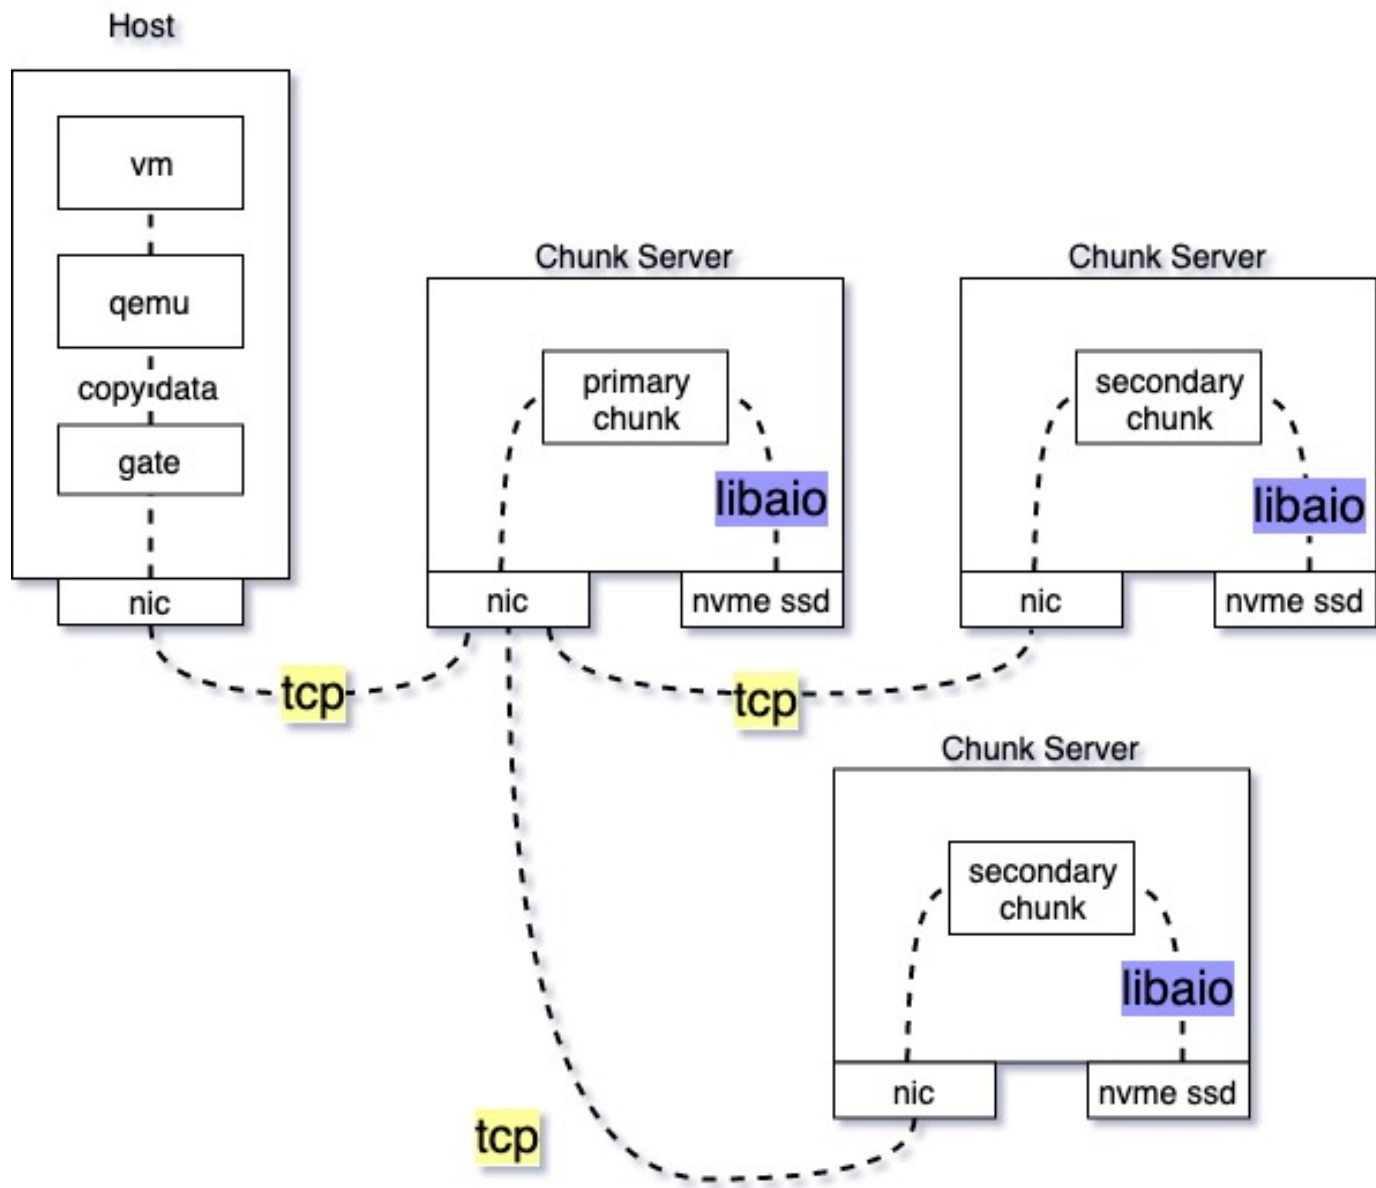 Host
vm
qemu
copy data
gate
nic
tcp
Chunk Server
primary
chunk
libaio
nic
nvme ssd
tcp
Chunk Server
secondary
chunk
libaio
nic
nvme ssd
Chunk Server
secondary
chunk
libaio
nic
nvme ssd
tcp